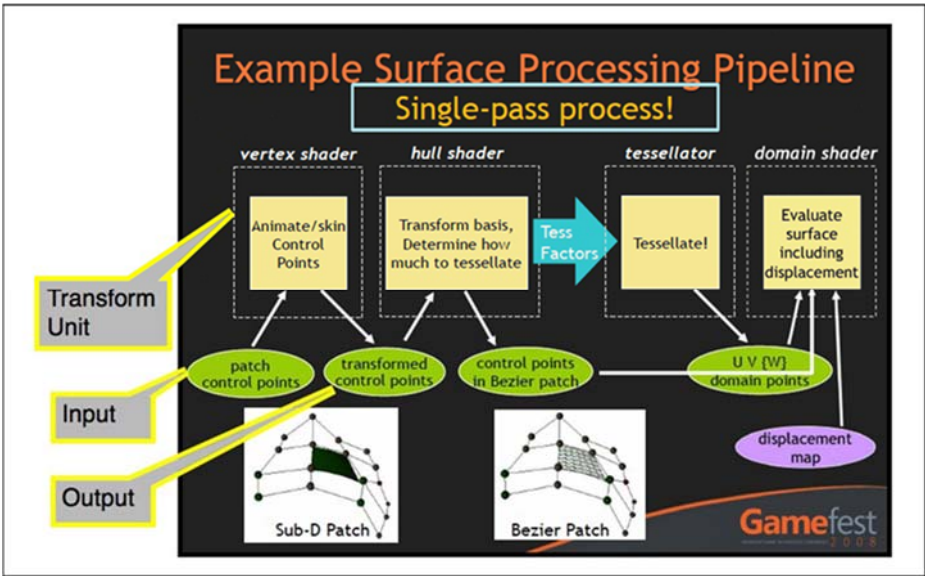 Example Surface Processing Pipeline
Single-pass process!
vertex shader
hull shader
tessellator
domain shader
Animate/skin
Control
Points
Transform basis,
Determine how
much to tessellate
Tess
Factors
Tessellate!
Evaluate
surface
including
displacement
Transform
Unit
patch
control points
transformed
control points
control points
in Bezier patch
U V {W}
domain points
Input
displacement
map
Output
Sub-D Patch
Bezier Patch
Gamefest
2008